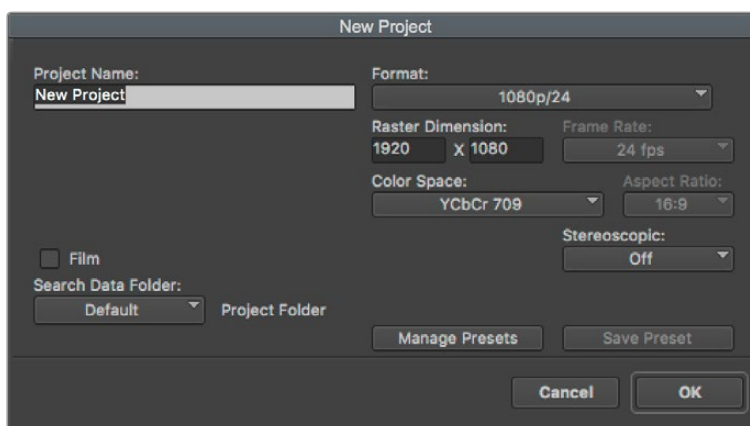 New Project
Project Name:
New Project
Format:
1080p/24
Raster Dimension:
1920 x 1080
Frame Rate:
24 fps
Color Space:
YCbCr 709
Aspect Ratio:
16:9
Stereoscopic:
Off
Film
Search Data Folder:
Default
Project Folder
Manage Presets
Save Preset
Cancel
OK